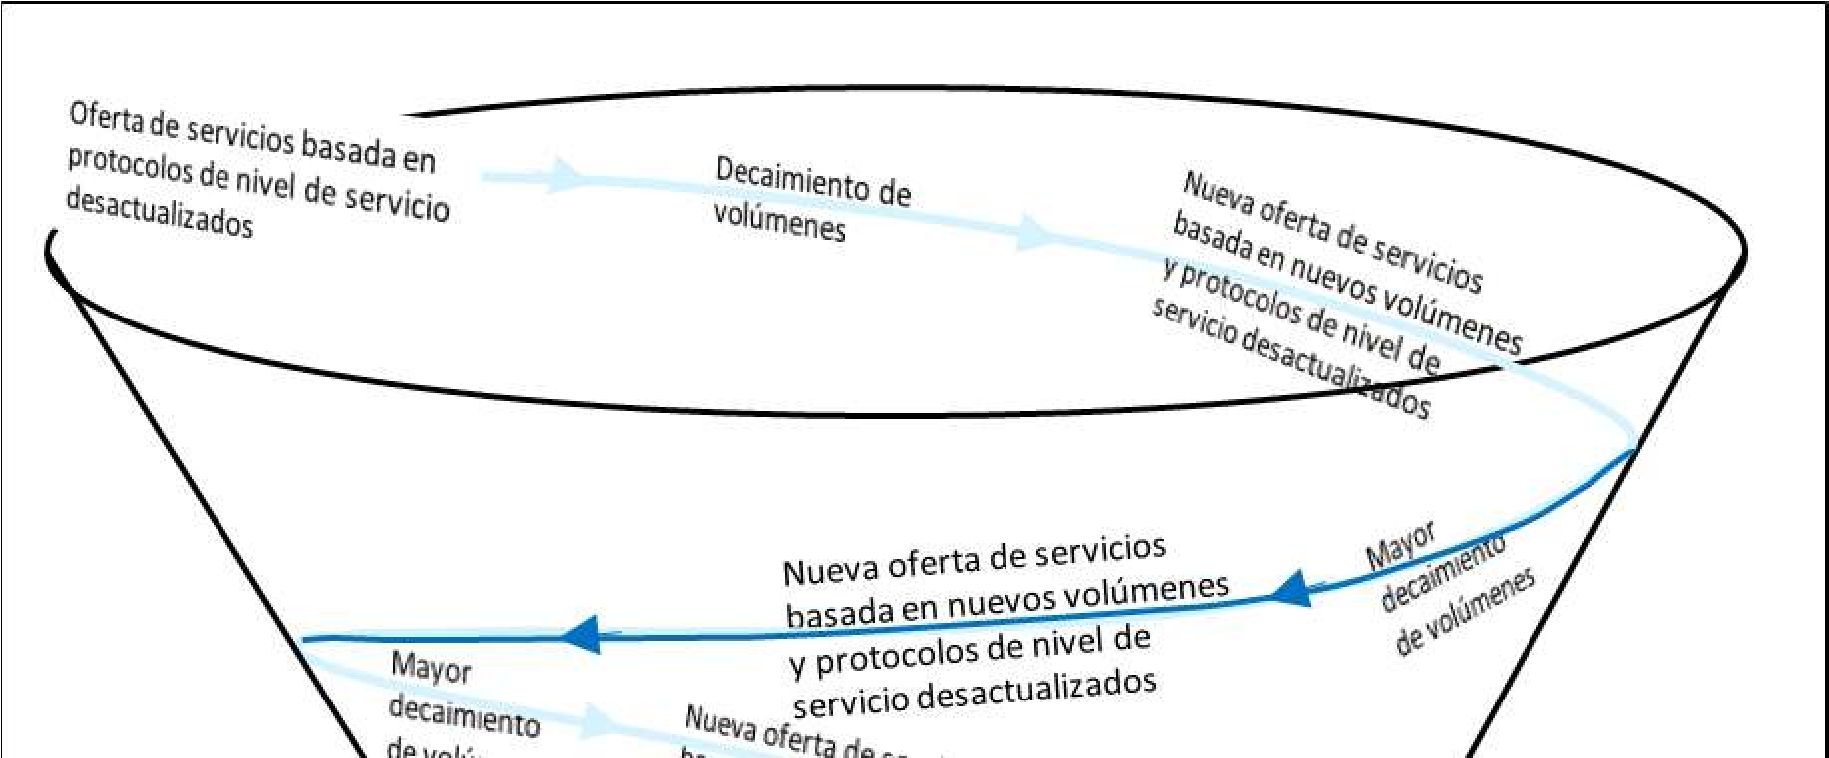 Oferta de servicios basada en
protocolos de nivel de servicio
desactualizados
Decaimiento de
volúmenes
Nueva oferta de servicios
basada en nuevos volúmenes
y protocolos de nivel de
servicio desactualizados
Mayor
decaimiento
de volúmenes
Nueva oferta de servicios
basada en nuevos volúmenes
y protocolos de nivel de
servicio desactualizados
Mayor
decaimiento
de
Nueva oferta de